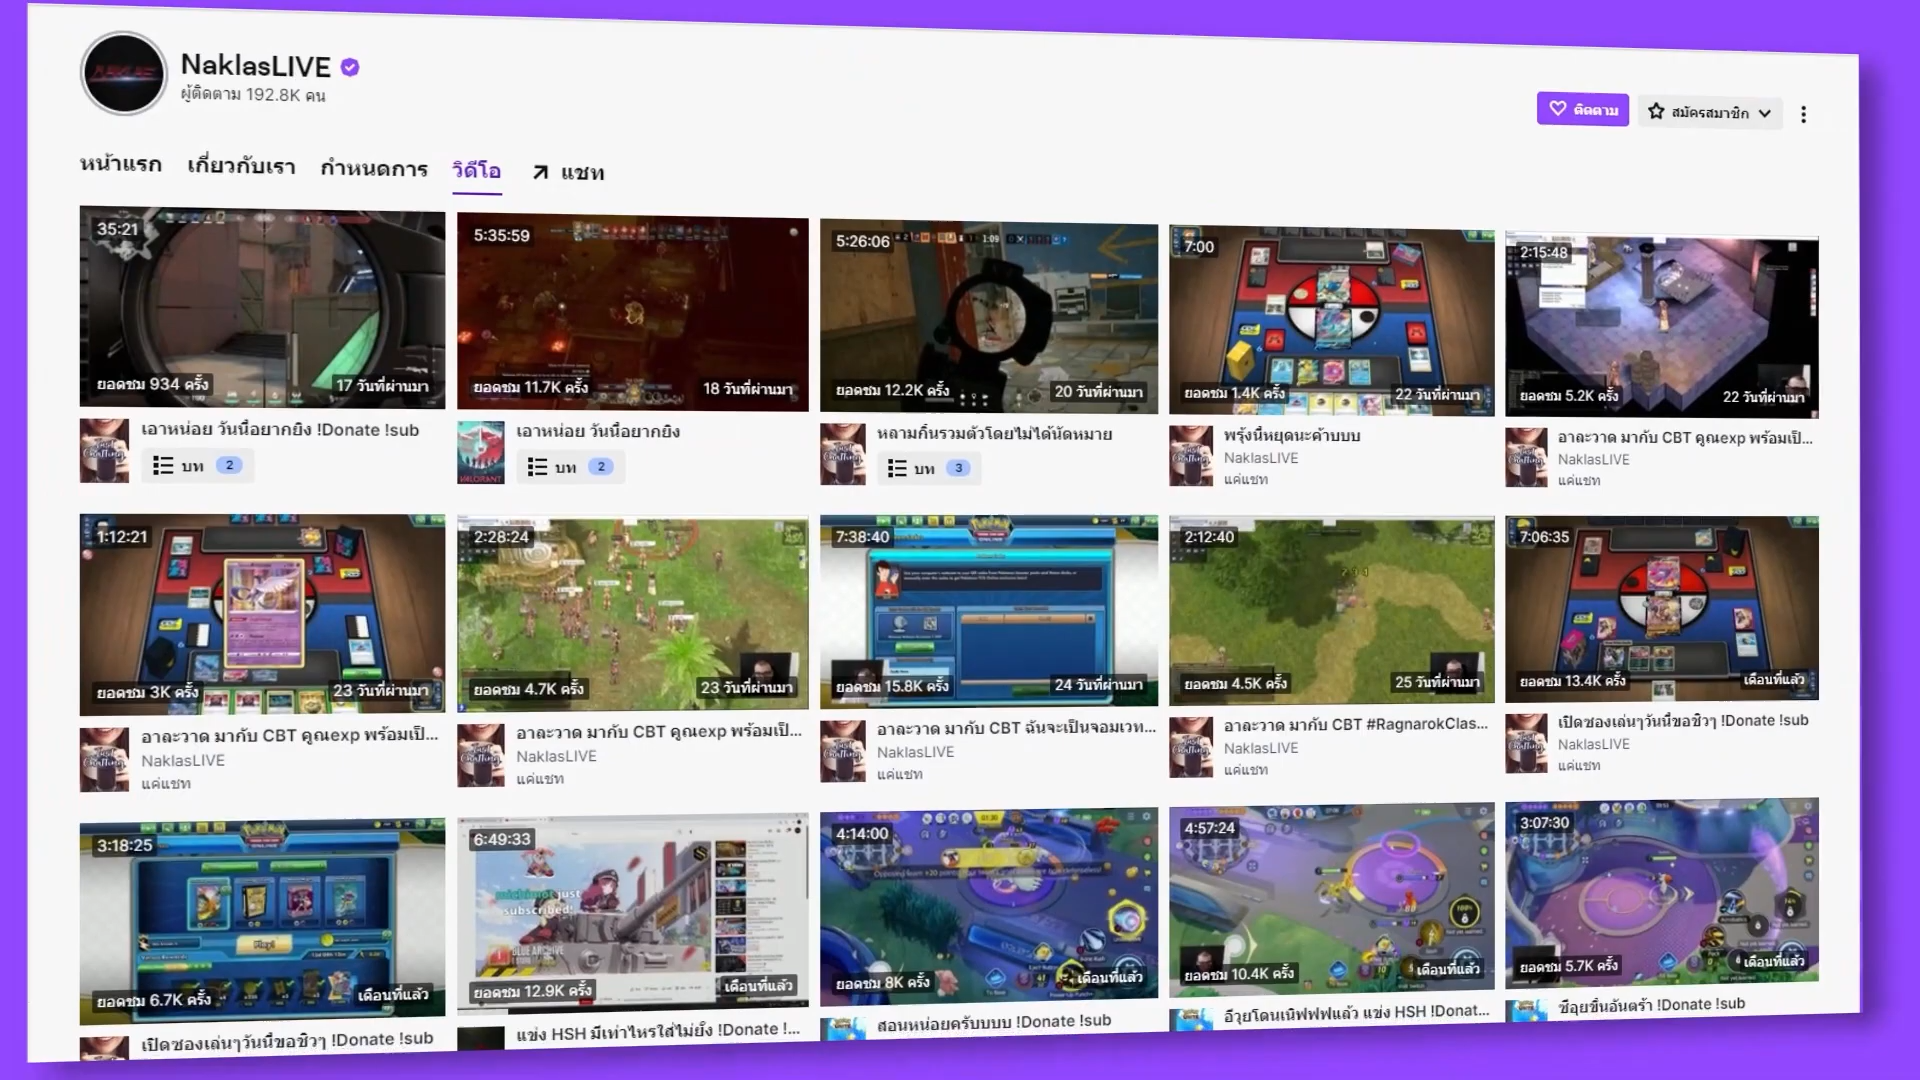 NaklasLIVE
ผู้ติดตาม 192.8K คน
ติดตาม
สมัครสมาชิก
หน้าแรก เกี่ยวกับเรา กำหนดการ วิดีโอ แชท
35:21
ยอดชม 934 ครั้ง
17 วันที่ผ่านมา
เอาหน่อย วันนี้อยากยิง !Donate !sub
บท 2
5:35:59
ยอดชม 11.7K ครั้ง
18 วันที่ผ่านมา
VALORANT
เอาหน่อย วันนี้อยากยิง
บท 2
5:26:06
1:09
ยอดชม 12.2K ครั้ง
20 วันที่ผ่านมา
หลามกิ้นรวมตัวโดยไม่ได้นัดหมาย
บท 3
7:00
ยอดชม 1.4K ครั้ง
22 วันที่ผ่านมา
พรุ้งนี้หยุดนะค้าบบบ
NaklasLIVE
แค่แชท
2:15:48
ยอดชม 5.2K ครั้ง
22 วันที่ผ่านมา
อาละวาด มากับ CBT คูณexp พร้อมเป็...
NaklasLIVE
แค่แชท
1:12:21
ยอดชม 3K ครั้ง
23 วันที่ผ่านมา
อาละวาด มากับ CBT คูณexp พร้อมเป็...
NaklasLIVE
แค่แชท
2:28:24
ยอดชม 4.7K ครั้ง
23 วันที่ผ่านมา
อาละวาด มากับ CBT คูณexp พร้อมเป็...
NaklasLIVE
แค่แชท
7:38:40
ยอดชม 15.8K ครั้ง
24 วันที่ผ่านมา
อาละวาด มากับ CBT ฉันจะเป็นจอมเวท...
NaklasLIVE
แค่แชท
2:12:40
ยอดชม 4.5K ครั้ง
25 วันที่ผ่านมา
อาละวาด มากับ CBT #RagnarokClas...
NaklasLIVE
แค่แชท
7:06:35
ยอดชม 13.4K ครั้ง
เดือนที่แล้ว
เปิดซองเล่นๆวันนี้ขอชิวๆ !Donate !sub
NaklasLIVE
แค่แชท
3:18:25
Play!
ยอดชม 6.7K ครั้ง
เดือนที่แล้ว
เปิดซองเล่นๆวันนี้ขอชิวๆ !Donate !sub
6:49:33
just
subscribed!
BLUE ARCHIVE
ยอดชม 12.9K ครั้ง
เดือนที่แล้ว
แข่ง HSH มีเท่าไหรใส่ไม่ยั้ง !Donate !...
4:14:00
ยอดชม 8K ครั้ง
เดือนที่แล้ว
สอนหน่อยครับบบบ !Donate !sub
4:57:24
ยอดชม 10.4K ครั้ง
เดือนที่แล้ว
อีวุยโดนเนิฟฟฟแล้ว แข่ง HSH !Donat...
3:07:30
ยอดชม 5.7K ครั้ง
เดือนที่แล้ว
ซือุยขึ้นอันตร้า !Donate !sub